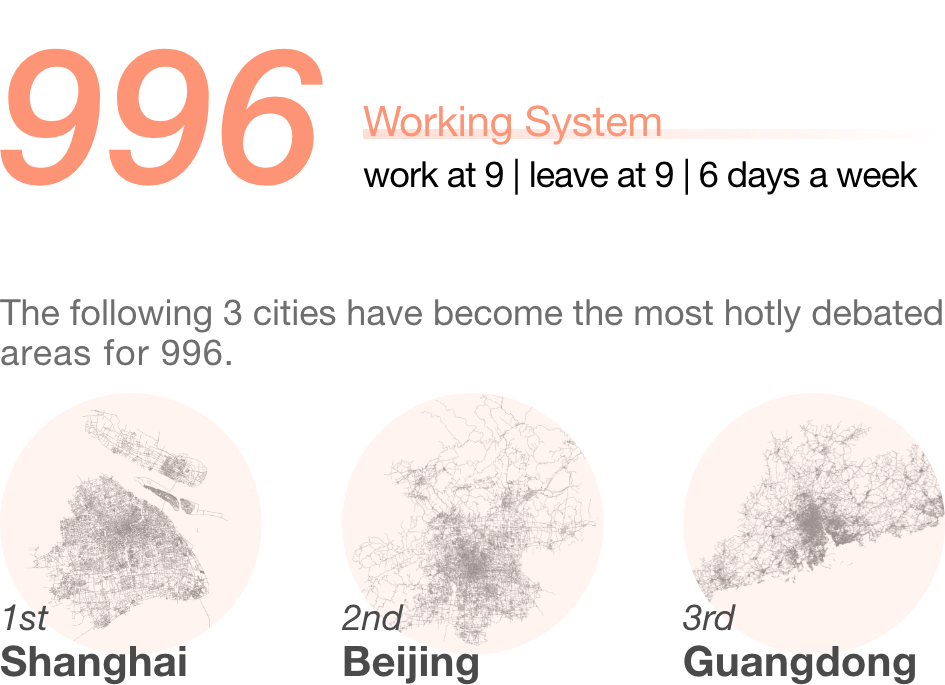 996
Working System
work at 9 | leave at 9 | 6 days a week
The following 3 cities have become the most hotly debated
areas for 996.
1st
Shanghai
2nd
Beijing
3rd
Guangdong